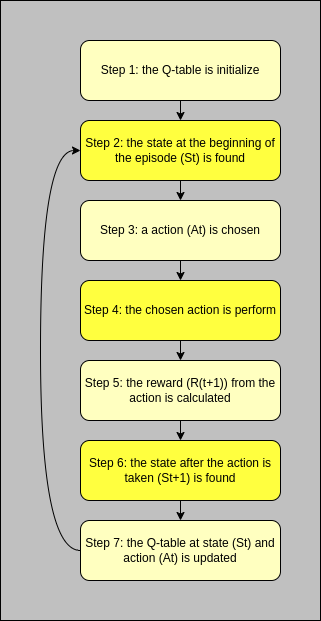 Step 1: the Q-table is initialize
Step 2: the state at the beginning of
the episode (St) is found
Step 3: a action (At) is chosen
Step 4: the chosen action is perform
Step 5: the reward (R(t+1)) from the
action is calculated
Step 6: the state after the action is
taken (St+1) is found
Step 7: the Q-table at state (St) and
action (At) is updated